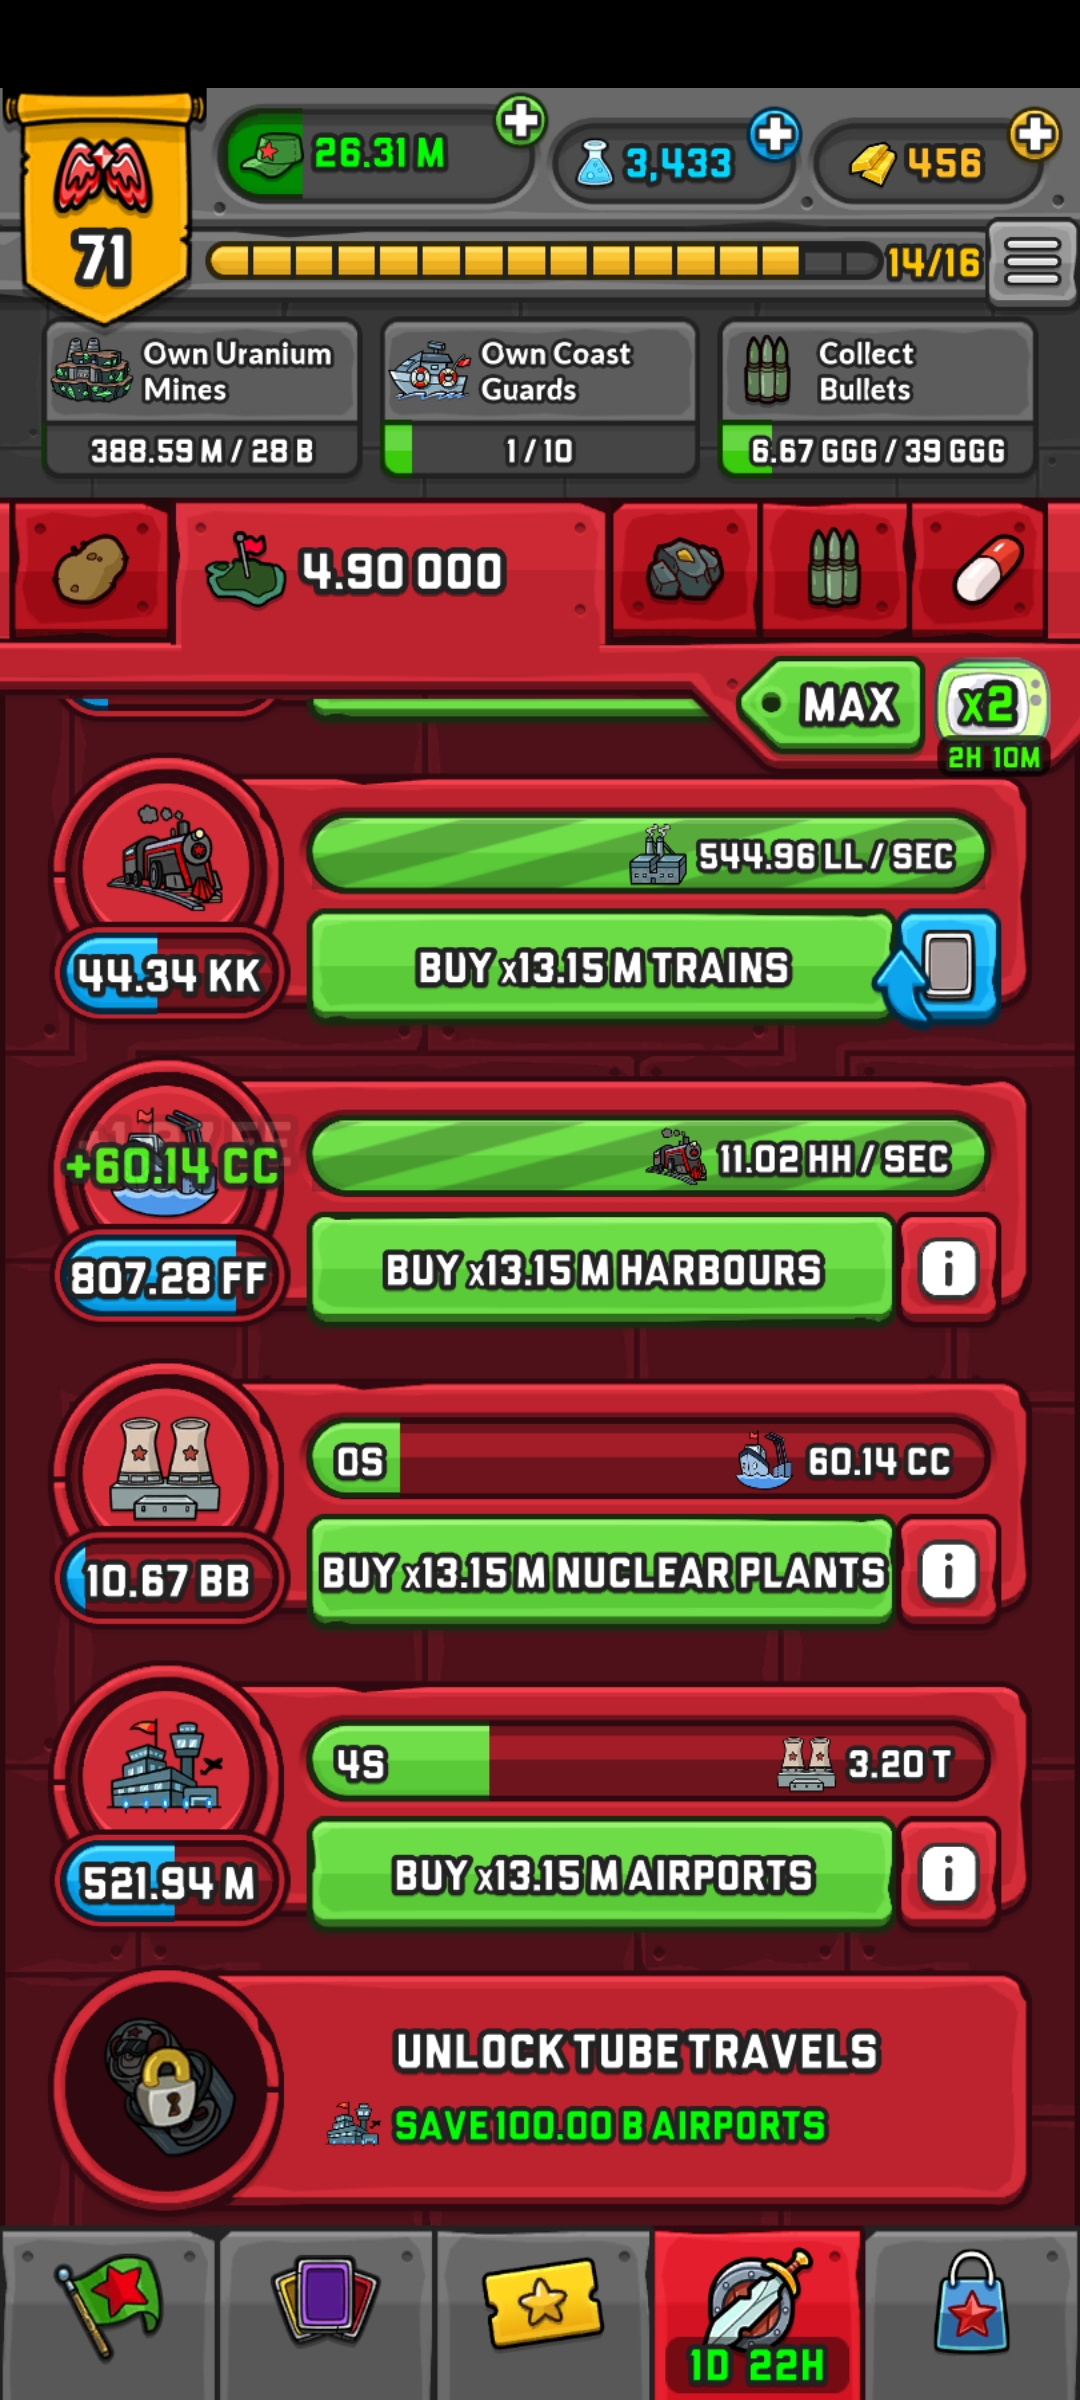 26.31 M
3,433
456
71
14/16
Own Uranium
Mines
388.59 M / 28 B
Own Coast
Guards
1 / 10
Collect
Bullets
6.67 GGG / 39 GGG
4.90 000
MAX
x2
2H 10M
544.96 LL / SEC
44.34 KK
BUY x13.15 M TRAINS
+60.14 CC
11.02 HH / SEC
807.28 FF
BUY x13.15 M HARBOURS
i
0S
60.14 CC
10.67 BB
BUY x13.15 M NUCLEAR PLANTS
i
4S
3.20 T
521.94 M
BUY x13.15 M AIRPORTS
i
UNLOCK TUBE TRAVELS
SAVE 100.00 B AIRPORTS
1D 22H